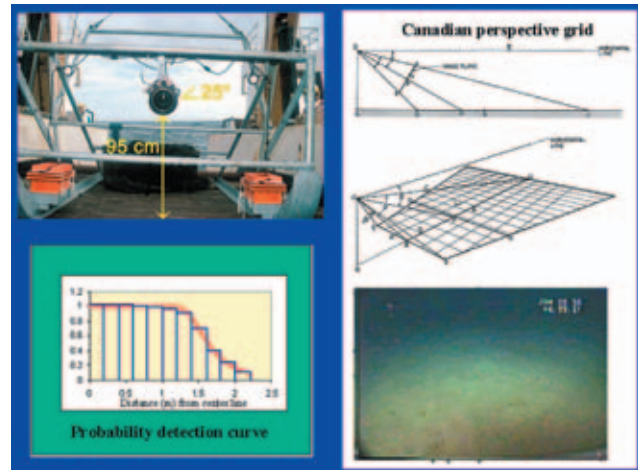 ∠25°
95 cm
Canadian perspective grid
1.2
1
0.8
0.6
0.4
0.2
0
0 0.5 1 1.5 2 2.5
Distance (m) from centerline
Probability detection curve